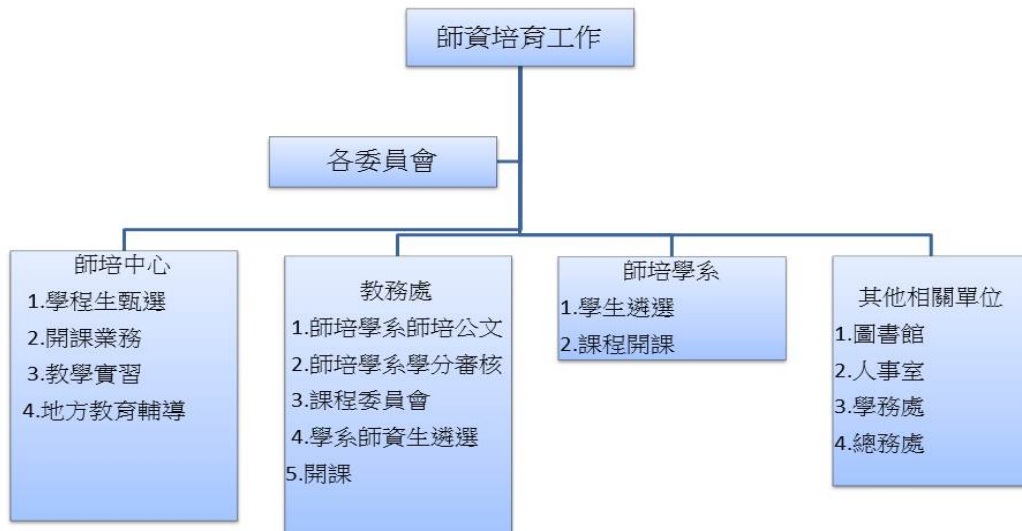 師資培育工作
各委員會
師培中心
1.學程生甄選
2.開課業務
3.教學實習
4.地方教育輔導
教務處
1.師培學系師培公文
2.師培學系學分審核
3.課程委員會
4.學系師資生遴選
5.開課
師培學系
1.學生遴選
2.課程開課
其他相關單位
1.圖書館
2.人事室
3.學務處
4.總務處